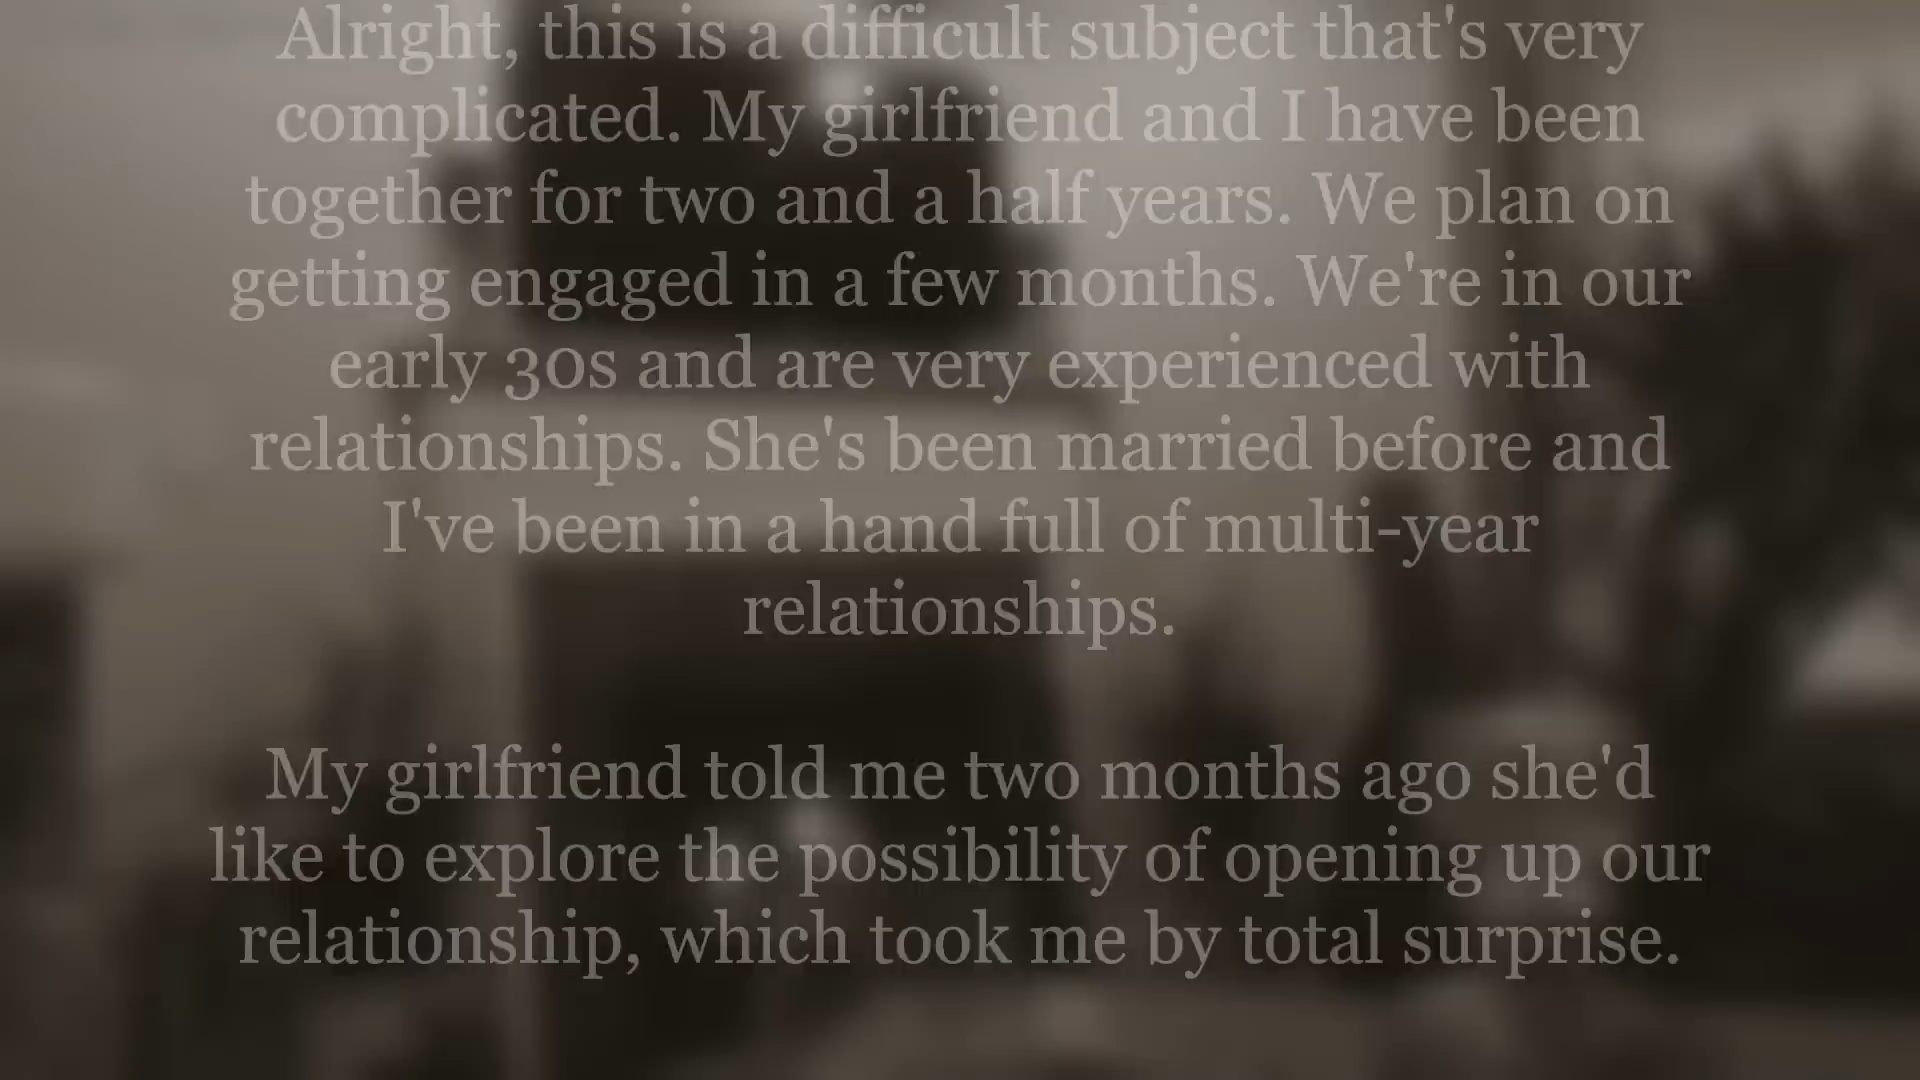 Alright, this is a difficult subject that's very
complicated. My girlfriend and I have been
together for two and a half years. We plan on
getting engaged in a few months. We're in our
early 30s and are very experienced with
relationships. She's been married before and
I've been in a hand full of multi-year
relationships.
My girlfriend told me two months ago she'd
like to explore the possibility of opening up our
relationship, which took me by total surprise.